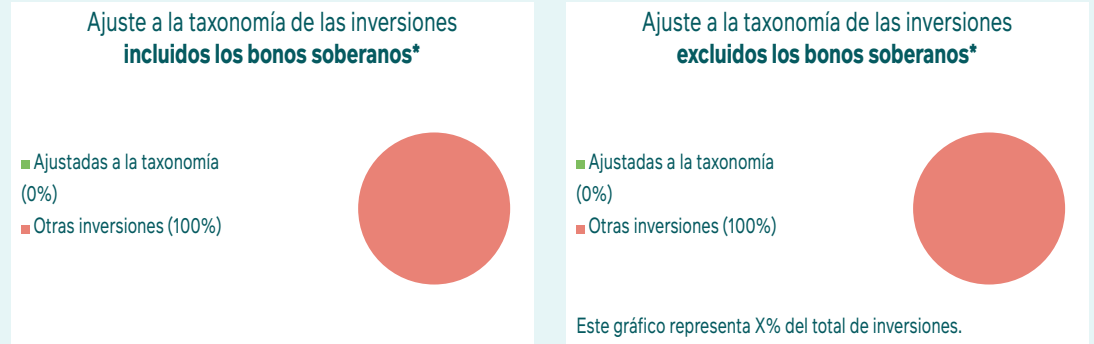 Ajuste a la taxonomía de las inversiones
incluidos los bonos soberanos*
Ajustadas a la taxonomía
(0%)
Otras inversiones (100%)
Ajuste a la taxonomía de las inversiones
excluidos los bonos soberanos*
Ajustadas a la taxonomía
(0%)
Otras inversiones (100%)
Este gráfico representa X% del total de inversiones.